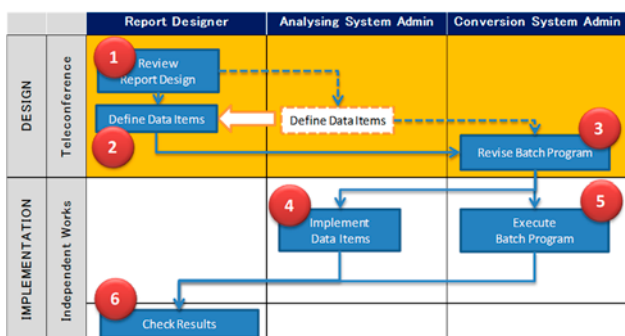 Report Designer
Analysing System Admin
Conversion System Admin
DESIGN
Teleconference
1
Review
Report Design
Define Data Items
2
Define Data Items
3
Revise Batch Program
IMPLEMENTATION
Independent Works
4
Implement
Data Items
5
Execute
Batch Program
6
Check Results